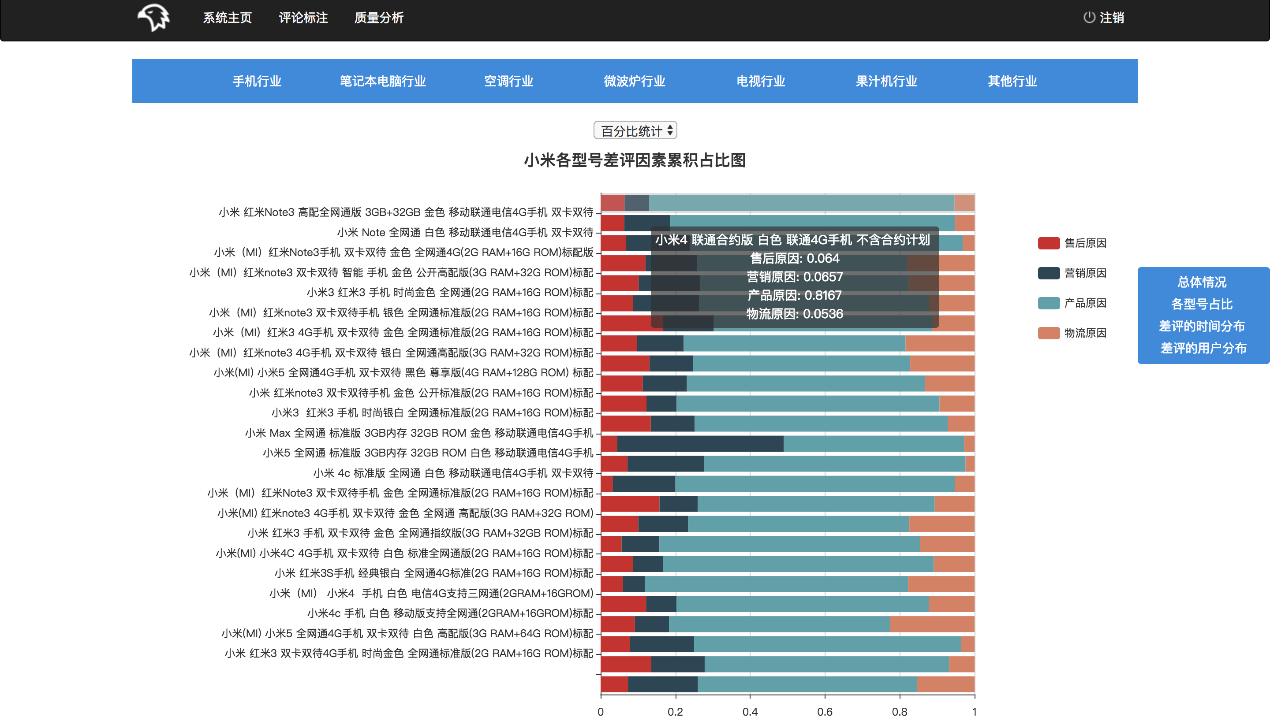 系统主页 评论标注 质量分析 注销
手机行业 笔记本电脑行业 空调行业 微波炉行业 电视行业 果汁机行业 其他行业
百分比统计
小米各型号差评因素累积占比图
小米 红米Note3 高配全网通版 3GB+32GB 金色 移动联通电信4G手机 双卡双待
小米 Note 全网通 白色 移动联通电信4G手机 双卡双待
小米（MI）红米Note3手机 双卡双待 金色 全网通4G(2G RAM+16G ROM)标配版
小米（MI）红米note3 双卡双待 智能 手机 金色 公开高配版(3G RAM+32G ROM)标配
小米3 红米3 手机 时尚金色 全网通(2G RAM+16G ROM)标配
小米（MI）红米note3 双卡双待手机 银色 全网通标准版(2G RAM+16G ROM)标配
小米（MI）红米3 4G手机 双卡双待 金色 全网通标准版(2G RAM+16G ROM)标配
小米（MI）红米note3 4G手机 双卡双待 银白 全网通高配版(3G RAM+32G ROM)标配
小米(MI) 小米5 全网通4G手机 双卡双待 黑色 尊享版(4G RAM+128G ROM) 标配
小米 红米note3 双卡双待手机 金色 公开标准版(2G RAM+16G ROM)标配
小米3  红米3 手机 时尚银白 全网通标准版(2G RAM+16G ROM)标配
小米 Max 全网通 标准版 3GB内存 32GB ROM 金色 移动联通电信4G手机
小米5 全网通 标准版 3GB内存 32GB ROM 白色 移动联通电信4G手机
小米 4c 标准版 全网通 白色 移动联通电信4G手机 双卡双待
小米（MI）红米Note3 双卡双待手机 金色 全网通标准版(2G RAM+16G ROM)标配
小米(MI) 红米note3 4G手机 双卡双待 金色 全网通 高配版(3G RAM+32G ROM)
小米 红米3 手机 双卡双待 金色 全网通指纹版(3G RAM+32GB ROM)标配
小米(MI) 小米4C 4G手机 双卡双待 白色 标准全网通版(2G RAM+16G ROM)标配
小米 红米3S手机 经典银白 全网通4G标准(2G RAM+16G ROM)标配
小米（MI） 小米4  手机 白色 电信4G支持三网通(2GRAM+16GROM)
小米4c 手机 白色 移动版支持全网通(2GRAM+16GROM)标配
小米(MI) 小米5 全网通4G手机 双卡双待 白色 高配版(3G RAM+64G ROM)标配
小米 红米3 双卡双待4G手机 时尚金色 全网通标准版(2G RAM+16G ROM)标配
小米4 联通合约版 白色 联通4G手机 不含合约计划
售后原因: 0.064
营销原因: 0.0657
产品原因: 0.8167
物流原因: 0.0536
0 0.2 0.4 0.6 0.8 1
售后原因
营销原因
产品原因
物流原因
总体情况
各型号占比
差评的时间分布
差评的用户分布